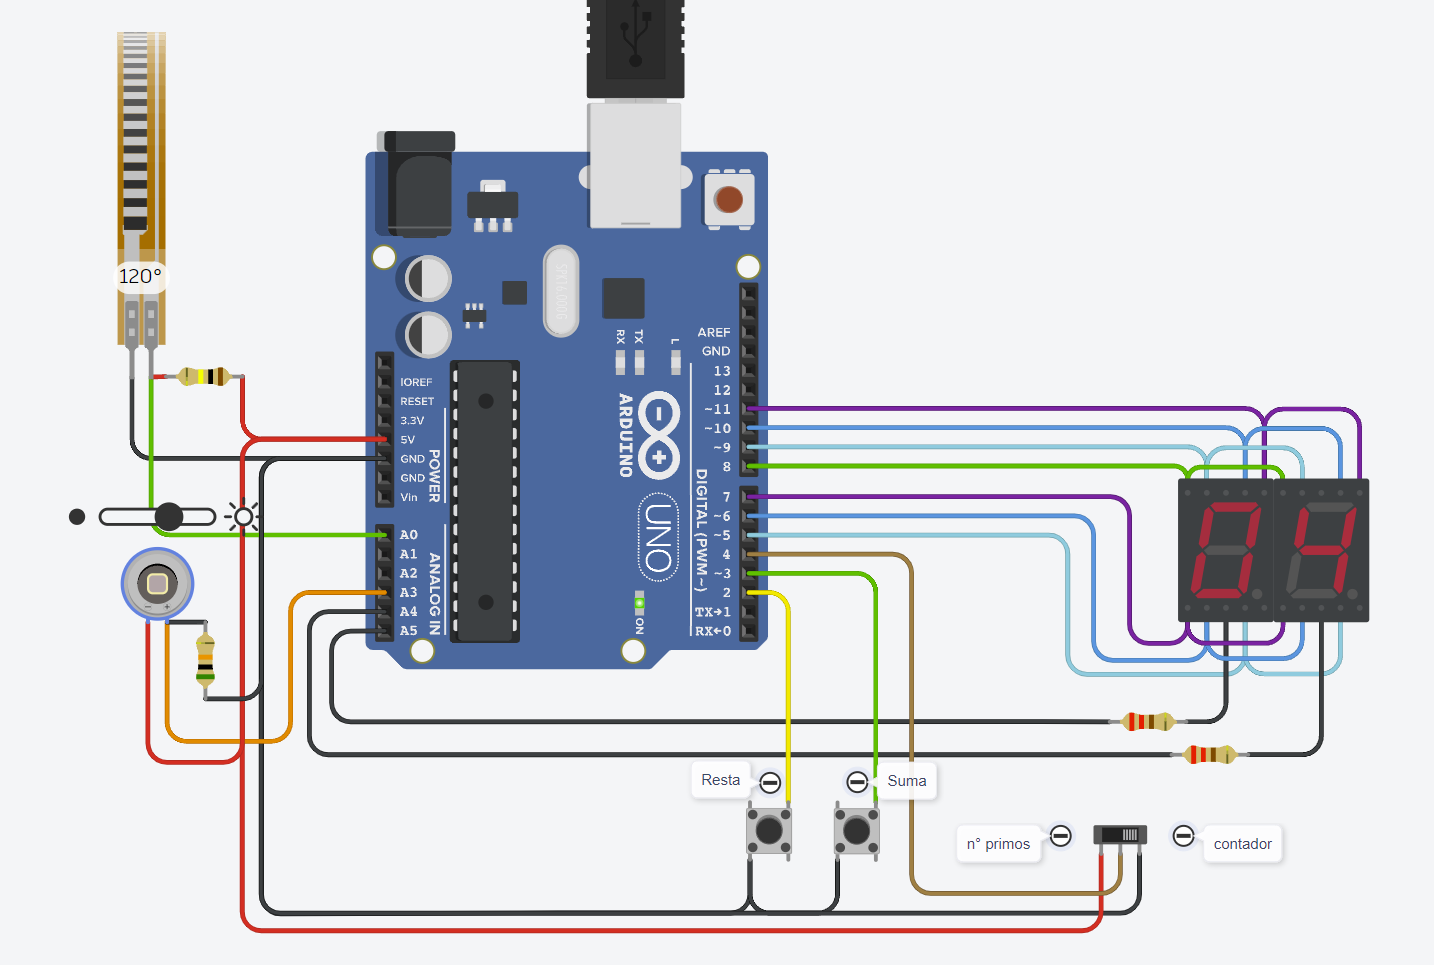 120°
RX
TX
L
AREF
GND
13
12
~11
~10
~9
8
7
~6
~5
4
~3
2
TX→1
RX←0
DIGITAL (PWM~)
IOREF
RESET
3.3V
5V
GND
GND
Vin
POWER
A0
A1
A2
A3
A4
A5
ANALOG IN
ARDUINO
UNO
ON
04
Resta
Suma
n° primos
contador